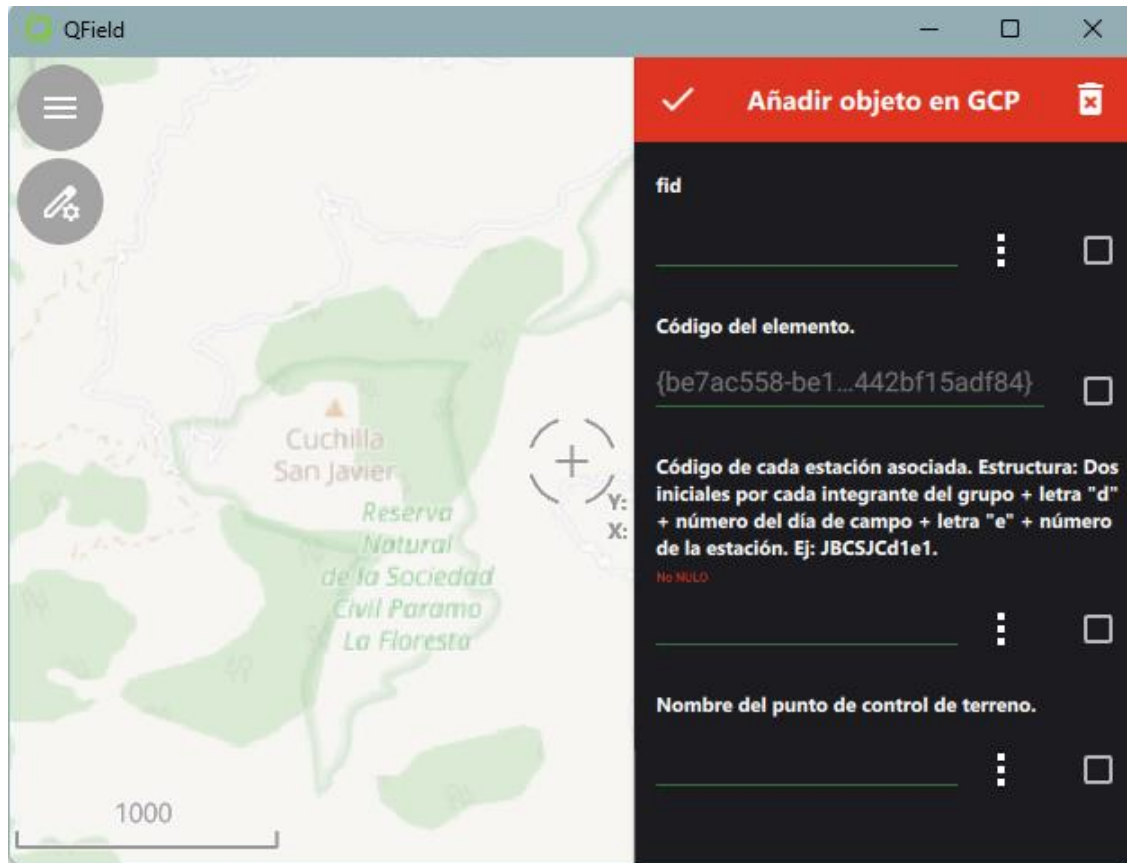 QField
Añadir objeto en GCP
fid
Código del elemento.
{be7ac558-be1...442bf15adf84}
Código de cada estación asociada. Estructura: Dos
iniciales por cada integrante del grupo + letra "d"
+ número del día de campo + letra "e" + número
de la estación. Ej: JBCSJCd1e1.
No NULO
Nombre del punto de control de terreno.
Cuchilla
San Javier
Reserva
Natural
de la Sociedad
Civil Paramo
La Floresta
Y:
X:
1000